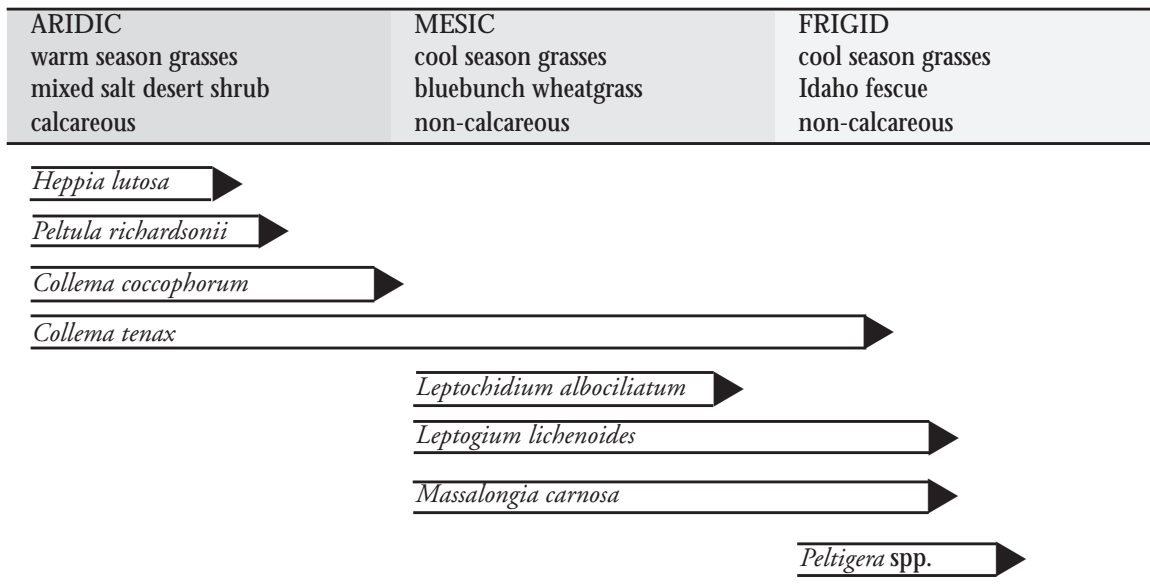 ARIDIC
warm season grasses
mixed salt desert shrub
calcareous
MESIC
cool season grasses
bluebunch wheatgrass
non-calcareous
FRIGID
cool season grasses
Idaho fescue
non-calcareous
Heppia lutosa
Peltula richardsonii
Collema coccophorum
Collema tenax
Leptochidium albociliatum
Leptogium lichenoides
Massalongia carnosa
Peltigera spp.